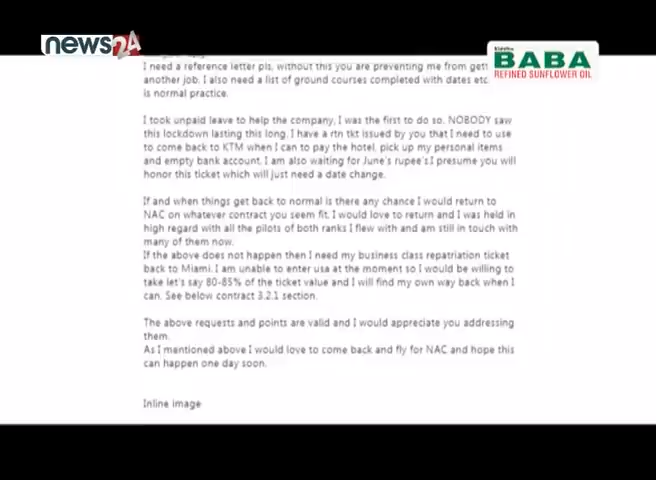 news24
BABA
REFINED SUNFLOWER OIL
I need a reference letter pls, without this you are preventing me from gett
another job. I also need a list of ground courses completed with dates etc
is normal practice.
I took unpaid leave to help the company, I was the first to do so. NOBODY saw
this lockdown lasting this long. I have a rtn tkt issued by you that I need to use
to come back to KTM when I can to pay the hotel, pick up my personal items
and empty bank account. I am also waiting for June's rupee's I presume you will
honor this ticket which will just need a date change.
If and when things get back to normal is there any chance I would return to
NAC on whatever contract you seem fit. I would love to return and I was held in
high regard with all the pilots of both ranks I flew with and am still in touch with
many of them now.
If the above does not happen then I need my business class repatriation ticket
back to Miami. I am unable to enter usa at the moment so I would be willing to
take let's say 80-85% of the ticket value and I will find my own way back when I
can. See below contract 3.2.1 section.
The above requests and points are valid and I would appreciate you addressing
them.
As I mentioned above I would love to come back and fly for NAC and hope this
can happen one day soon.
Inline image